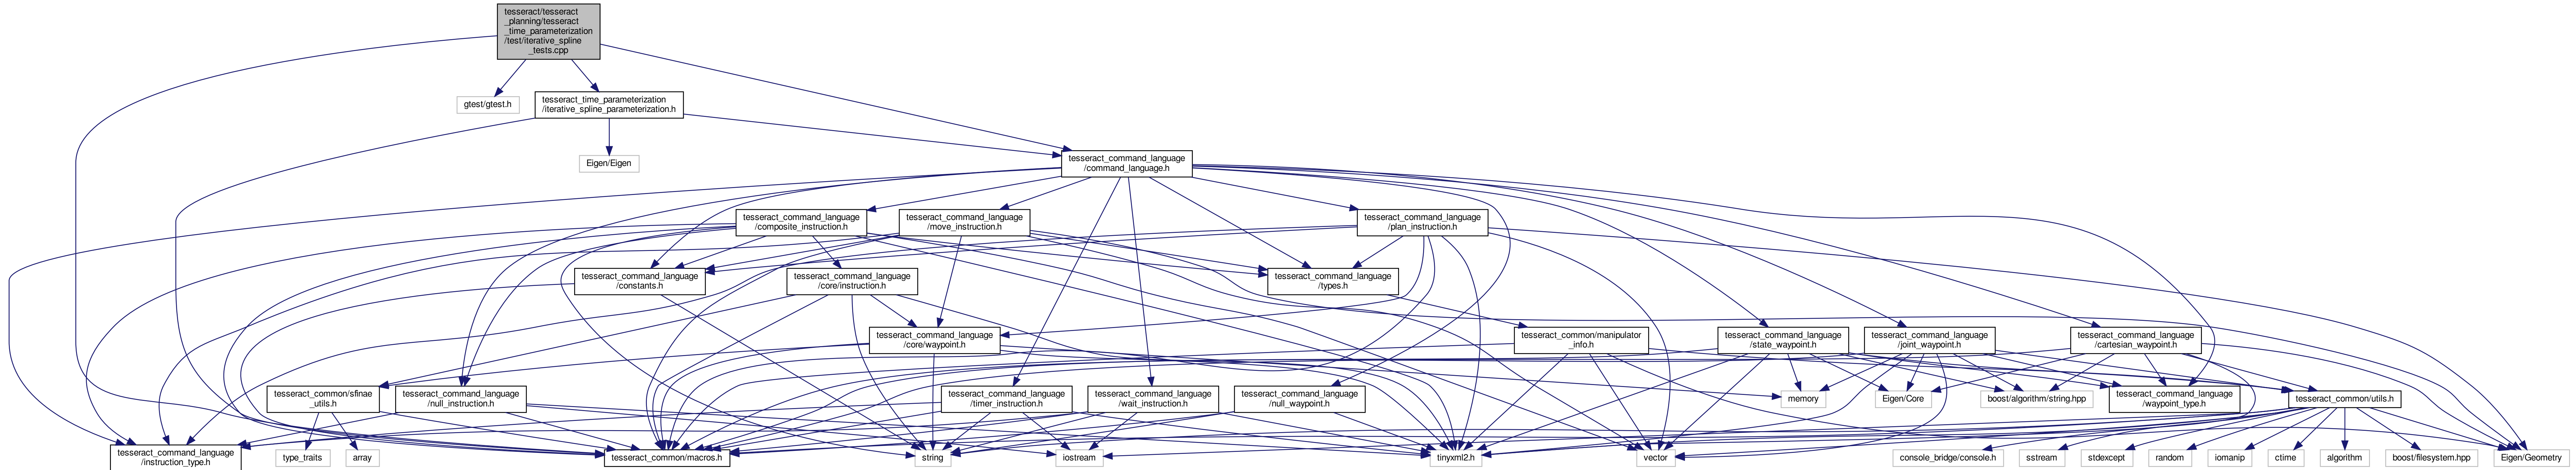 tesseract/tesseract
_planning/tesseract
_time_parameterization
/test/iterative_spline
_tests.cpp
gtest/gtest.h
tesseract_time_parameterization
/iterative_spline_parameterization.h
Eigen/Eigen
tesseract_command_language
/command_language.h
tesseract_command_language
/composite_instruction.h
tesseract_command_language
/move_instruction.h
tesseract_command_language
/plan_instruction.h
tesseract_command_language
/constants.h
tesseract_command_language
/core/instruction.h
tesseract_command_language
/types.h
tesseract_command_language
/core/waypoint.h
tesseract_common/manipulator
_info.h
tesseract_command_language
/state_waypoint.h
tesseract_command_language
/joint_waypoint.h
tesseract_command_language
/cartesian_waypoint.h
tesseract_common/sfinae
_utils.h
tesseract_command_language
/null_instruction.h
tesseract_command_language
/timer_instruction.h
tesseract_command_language
/wait_instruction.h
tesseract_command_language
/null_waypoint.h
memory
Eigen/Core
boost/algorithm/string.hpp
tesseract_command_language
/waypoint_type.h
tesseract_common/utils.h
tesseract_command_language
/instruction_type.h
type_traits
array
tesseract_common/macros.h
string
iostream
tinyxml2.h
vector
console_bridge/console.h
sstream
stdexcept
random
iomanip
ctime
algorithm
boost/filesystem.hpp
Eigen/Geometry